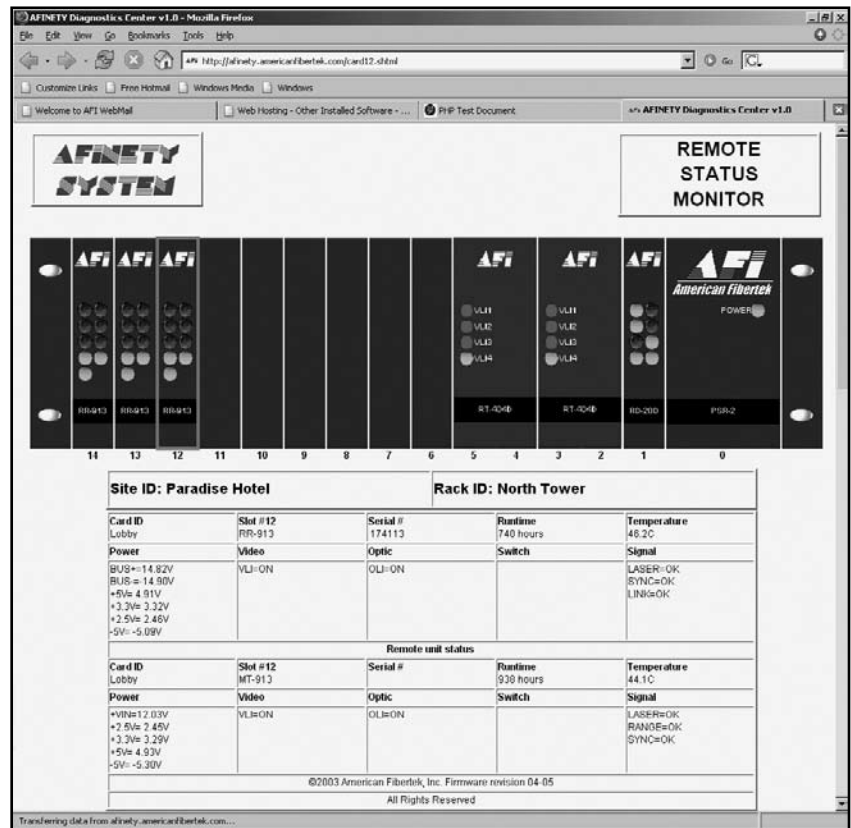 AFINETY Diagnostics Center v1.0 - Mozilla Firefox
File Edit View Go Bookmarks Tools Help
http://afinety.americanfibertek.com/card12.shtml Go
Customize Links Free Hotmail Windows Media Windows
Welcome to AFI WebMail Web Hosting - Other Installed Software - ... PHP Test Document AFINETY Diagnostics Center v1.0
AFINETY
SYSTEM
REMOTE
STATUS
MONITOR
AFI AFI AFI AFI AFI AFI AFI
American Fibertek
POWER
VLI1 VLI1
VLI2 VLI2
VLI3 VLI3
VLI4 VLI4
RR-913 RR-913 RR-913 RT-404D RT-404D RD-20D PSR-2
14 13 12 11 10 9 8 7 6 5 4 3 2 1 0
Site ID: Paradise Hotel Rack ID: North Tower
Card ID Slot #12 Serial # Runtime Temperature
Lobby RR-913 174113 740 hours 46.2C
Power Video Optic Switch Signal
BUS+=14.82V VLI=ON OLI=ON LASER=OK
BUS-=-14.90V SYNC=OK
+5V= 4.91V LINK=OK
+3.3V= 3.32V
+2.5V= 2.46V
-5V= -5.09V
Remote unit status
Card ID Slot #12 Serial # Runtime Temperature
Lobby MT-913 938 hours 44.1C
Power Video Optic Switch Signal
+VIN=12.03V VLI=ON OLI=ON LASER=OK
+2.5V= 2.45V RANGE=OK
+3.3V= 3.29V SYNC=OK
+5V= 4.93V
-5V= -5.30V
©2003 American Fibertek, Inc. Firmware revision 04-05
All Rights Reserved
Transferring data from afinety.americanfibertek.com...